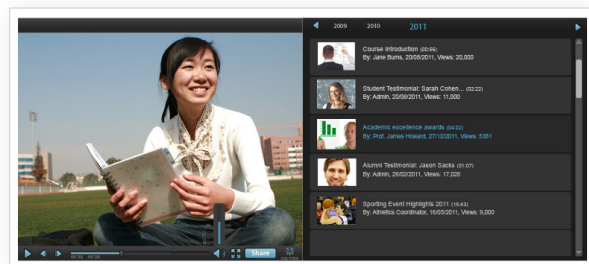 2009 2010 2011
Course Introduction (00:56)
By: Jane Burns, 20/08/2011, Views: 20,000
Student Testimonial: Sarah Cohen... (02:22)
By: Admin, 20/08/2011, Views: 11,000
Academic excellence awards (04:02)
By: Prof. James Howard, 27/12/2011, Views: 5361
Alumni Testimonial: Jason Sacks (01:07)
By: Admin, 26/02/2011, Views: 17,028
Sporting Event Highlights 2011 (18:43)
By: Athletics Coordinator, 16/05/2011, Views: 9,000
Share